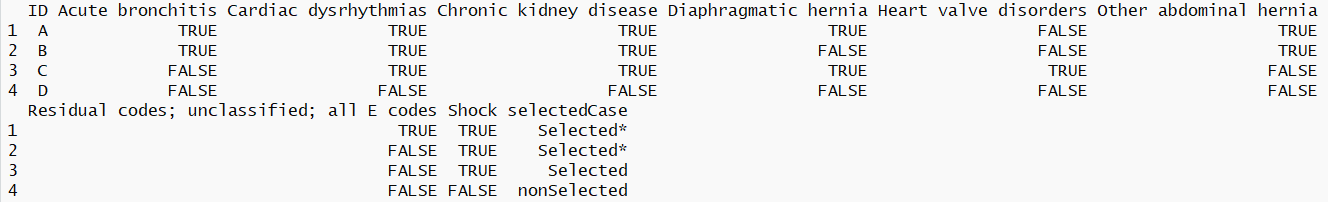 ID Acute bronchitis Cardiac dysrhythmias Chronic kidney disease Diaphragmatic hernia Heart valve disorders Other abdominal hernia
1 A TRUE TRUE TRUE TRUE FALSE TRUE
2 B TRUE TRUE TRUE FALSE FALSE TRUE
3 C FALSE TRUE TRUE TRUE TRUE FALSE
4 D FALSE FALSE FALSE FALSE FALSE FALSE
Residual codes; unclassified; all E codes Shock selectedCase
1 TRUE TRUE Selected*
2 FALSE TRUE Selected*
3 FALSE TRUE Selected
4 FALSE FALSE nonSelected